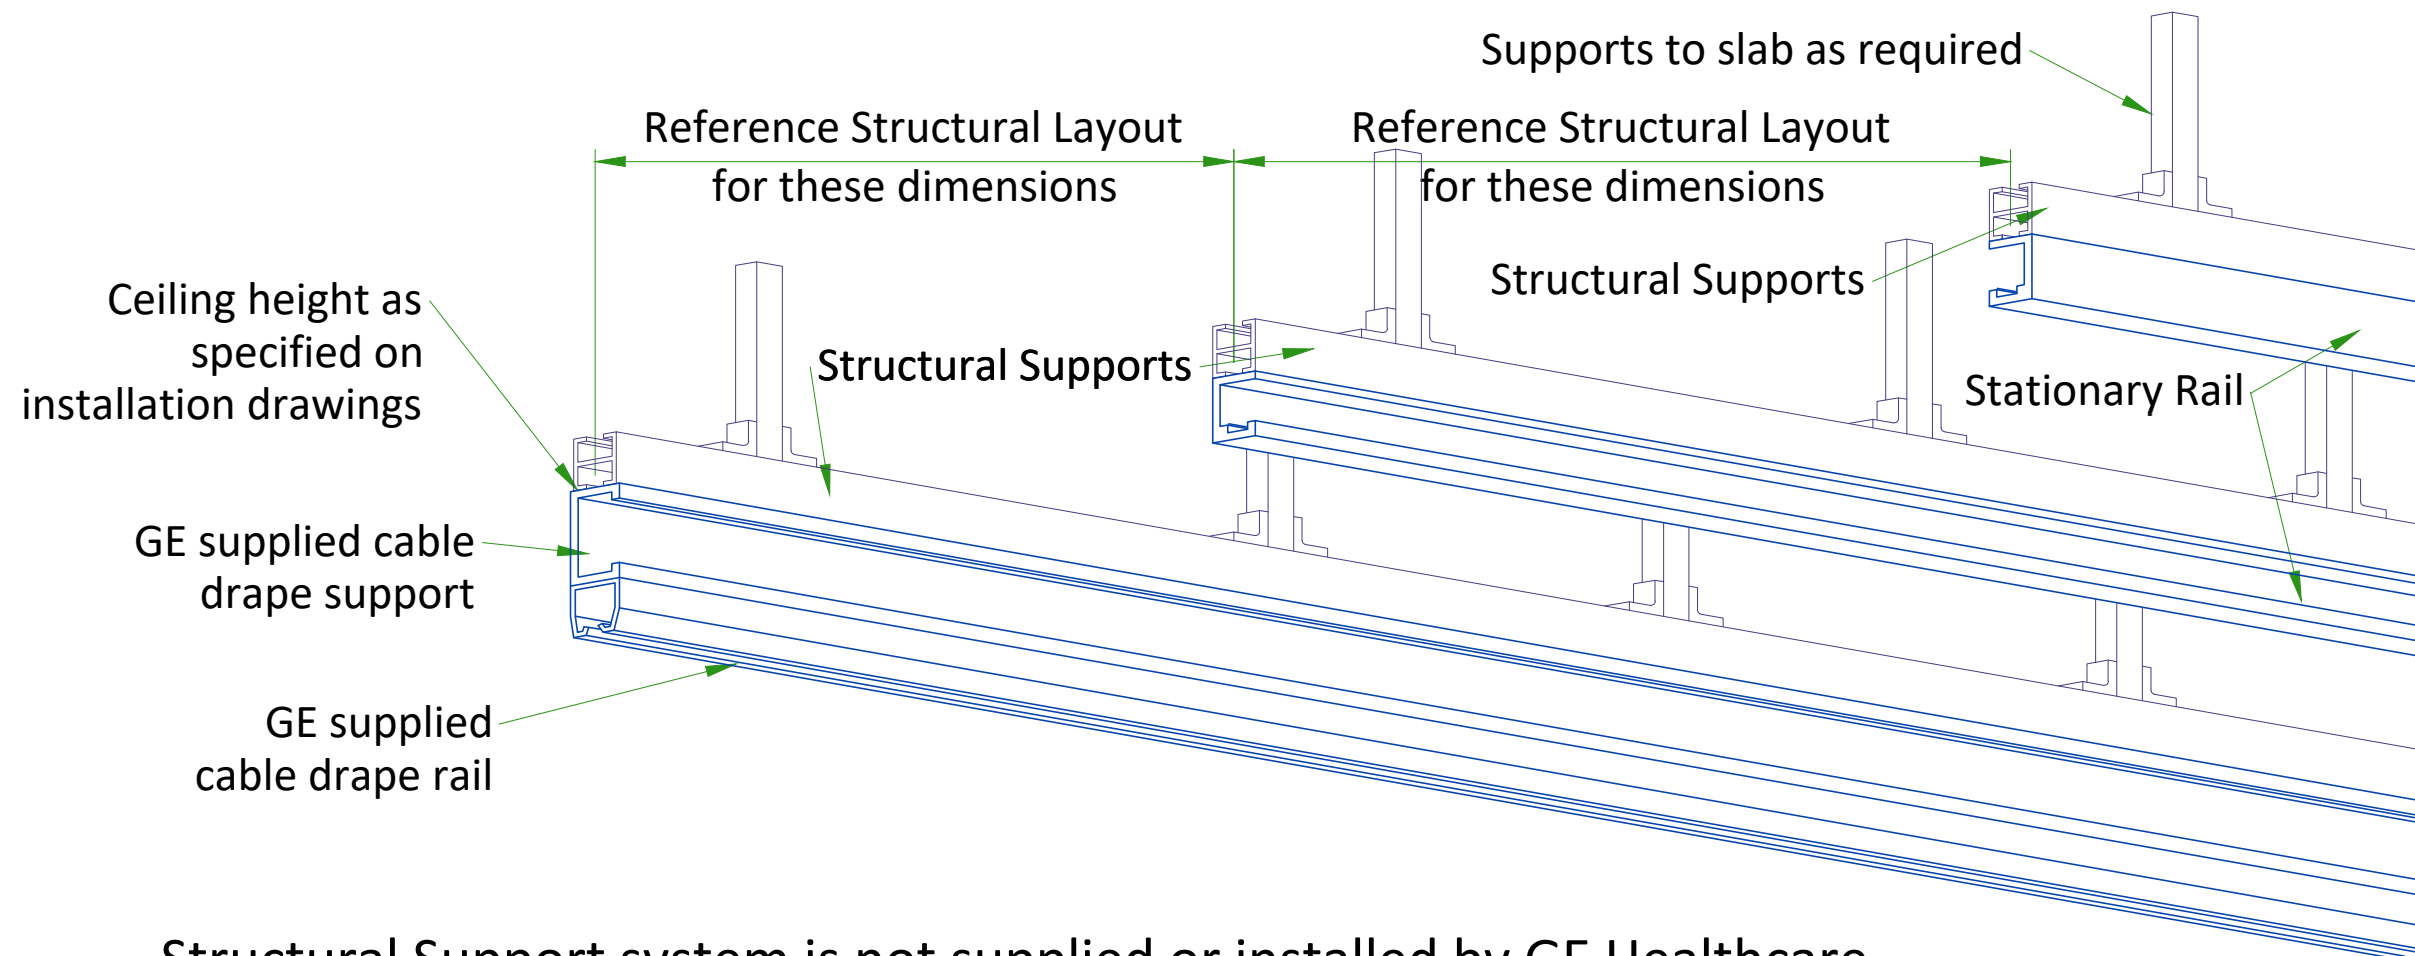 Supports to slab as required
Reference Structural Layout
for these dimensions
Reference Structural Layout
for these dimensions
Structural Supports
Ceiling height as
specified on
installation drawings
Structural Supports
Stationary Rail
GE supplied cable
drape support
GE supplied
cable drape rail
Structural Support system is not supplied or installed by GE Healthcare